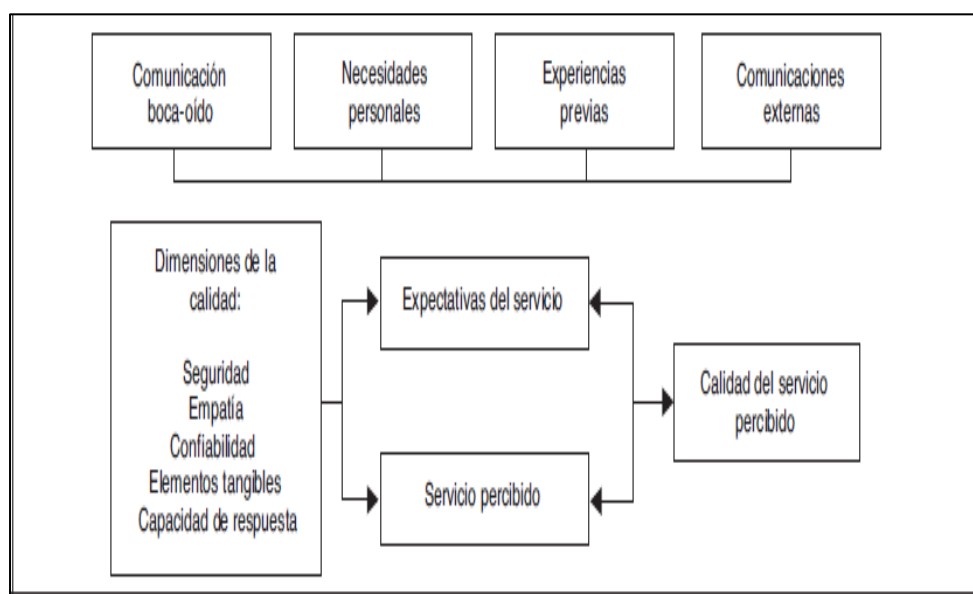 Comunicación
boca-oído
Necesidades
personales
Experiencias
previas
Comunicaciones
externas
Dimensiones de la
calidad:
Seguridad
Empatía
Confiabilidad
Elementos tangibles
Capacidad de respuesta
Expectativas del servicio
Servicio percibido
Calidad del servicio
percibido